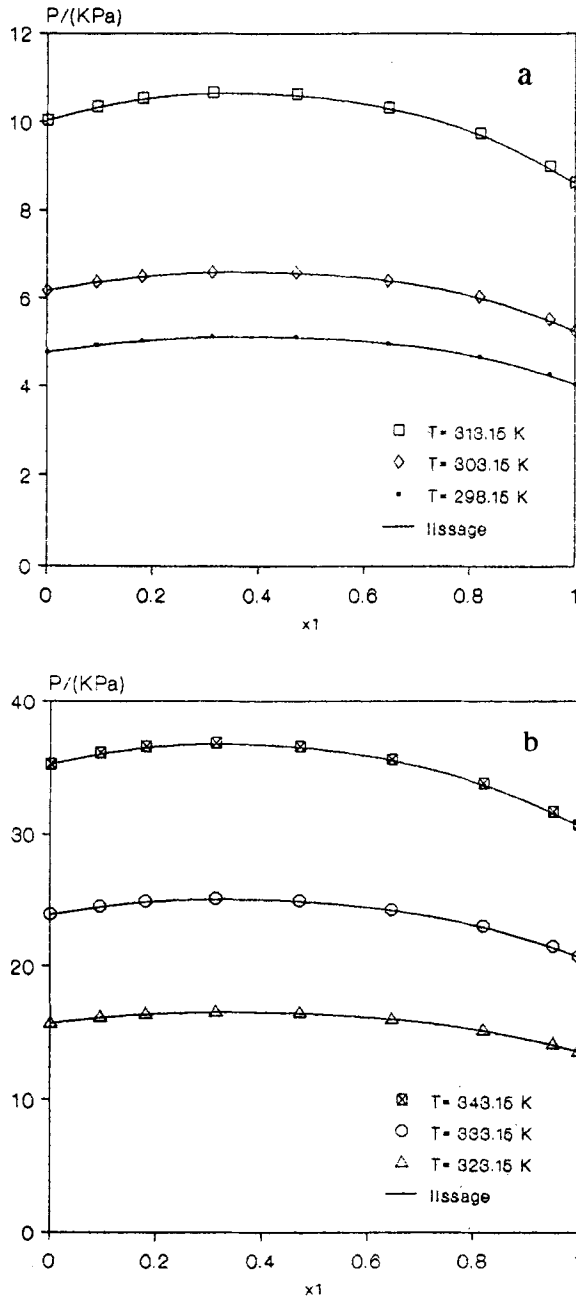 P/(KPa)
12
a
10
8
6
4
T= 313.15 K
T= 303.15 K
2
T= 298.15 K
lissage
0
0 0.2 0.4 0.6 0.8 1
x1
P/(KPa)
40
b
30
20
10
T= 343.15 K
T= 333.15 K
T= 323.15 K
lissage
0
0 0.2 0.4 0.6 0.8 1
x1